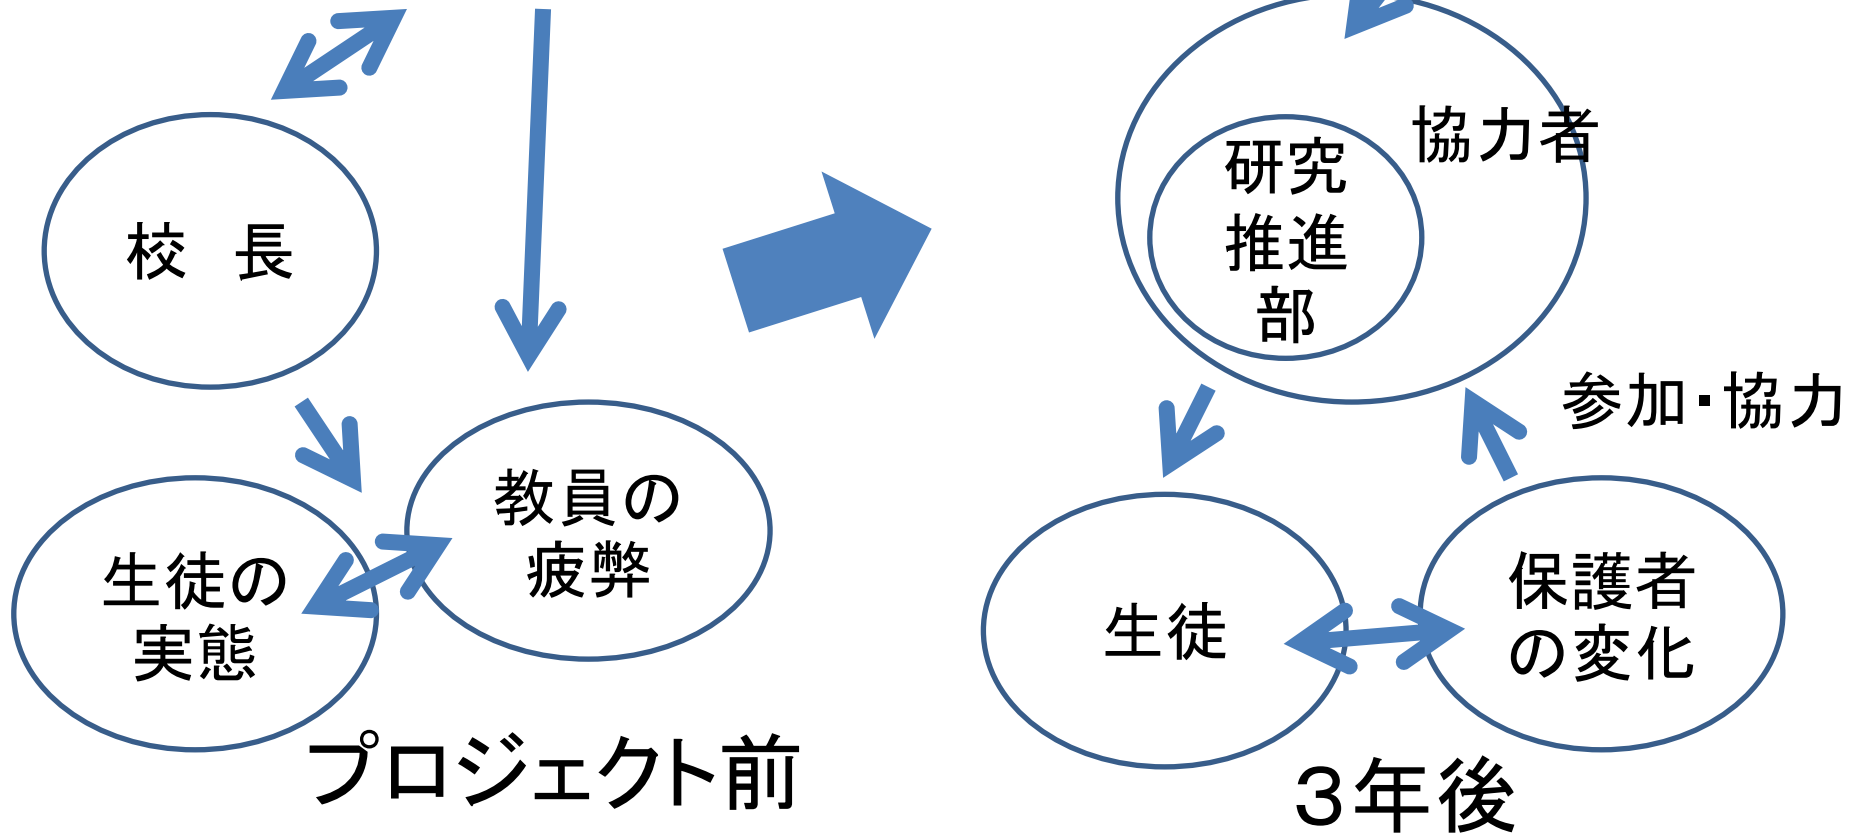 校 長
教員の
疲弊
生徒の
実態
プロジェクト前
協力者
研究
推進
部
参加・協力
生徒
保護者
の変化
３年後